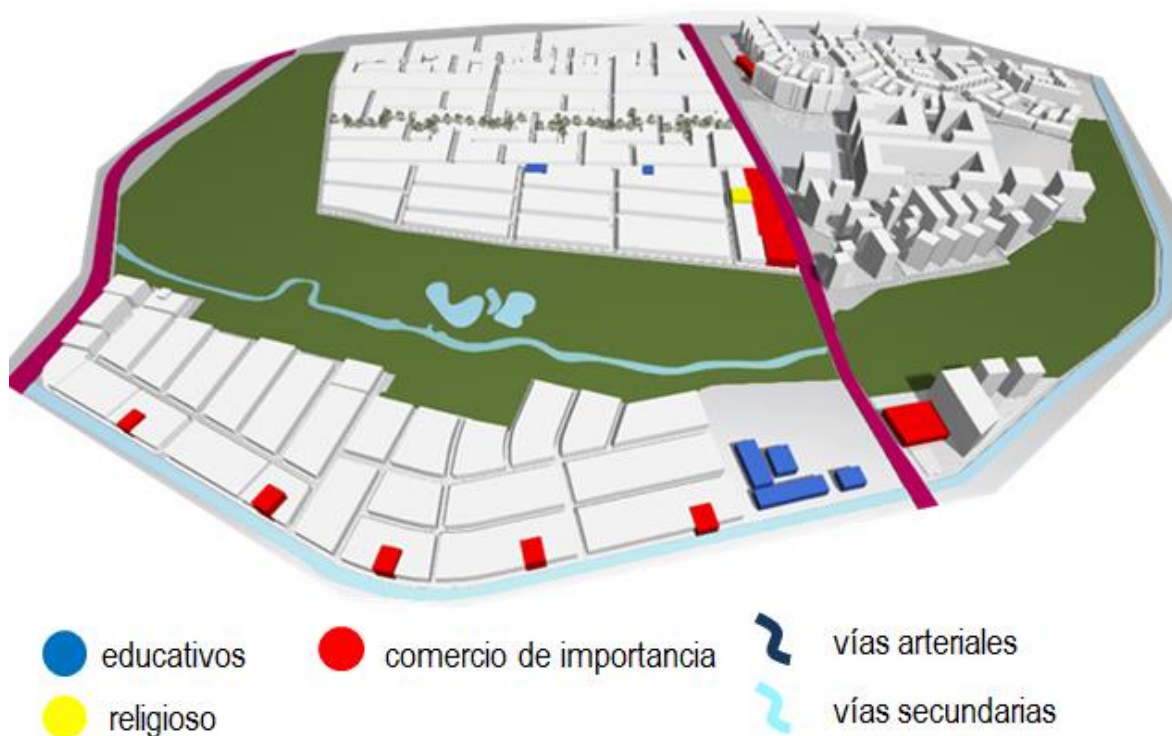 educativos
comercio de importancia
vías arteriales
religioso
vías secundarias